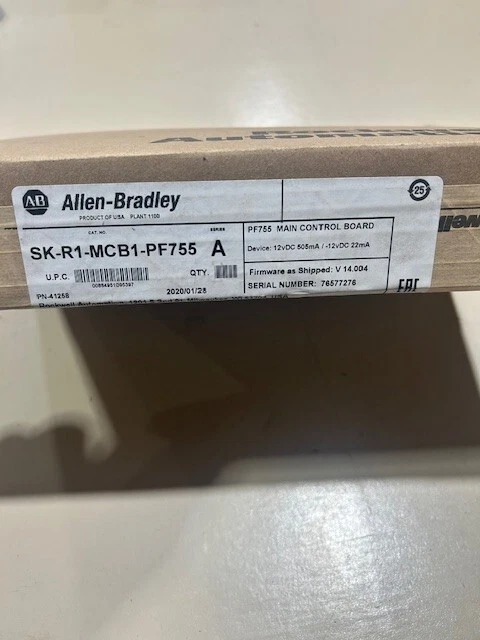 AB Allen-Bradley
PRODUCT OF USA PLANT 1100
25
CAT. NO.
SERIES
SK-R1-MCB1-PF755 A
PF755 MAIN CONTROL BOARD
Device: 12vDC 505mA / -12vDC 22mA
U.P.C.
QTY.
Firmware as Shipped: V 14.004
PN-41258
2020/01/28
SERIAL NUMBER: 76577276
EAC
Rockwell